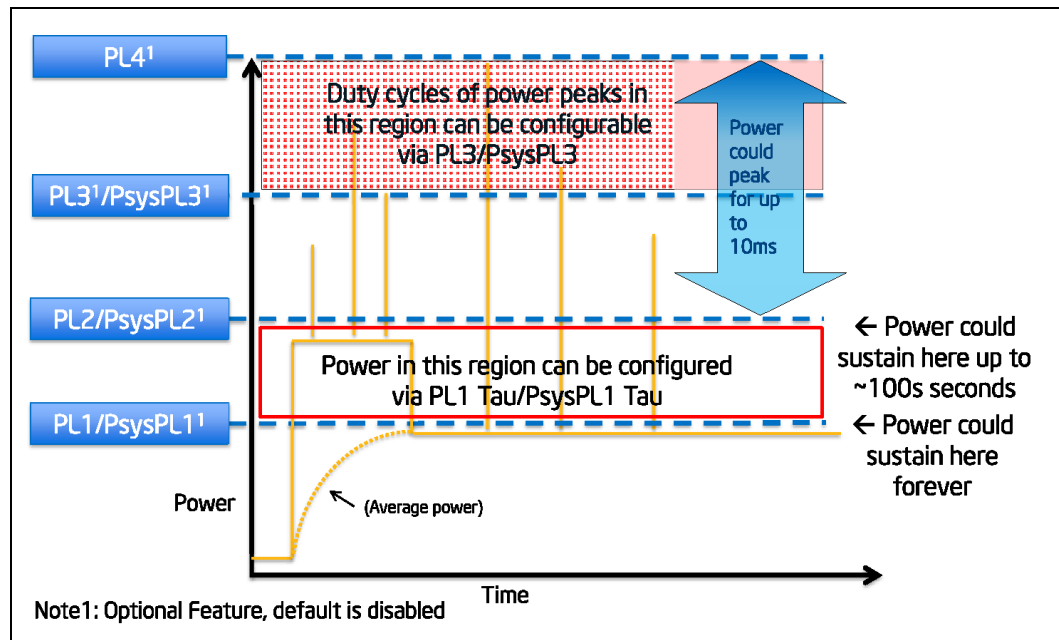 PL4¹
Duty cycles of power peaks in
this region can be configurable
via PL3/PsysPL3
Power
could
peak
for up
to
10ms
PL3¹/PsysPL3¹
PL2/PsysPL2¹
← Power could
sustain here up to
~100s seconds
Power in this region can be configured
via PL1 Tau/PsysPL1 Tau
PL1/PsysPL1¹
← Power could
sustain here
forever
Power
(Average power)
Time
Note1: Optional Feature, default is disabled